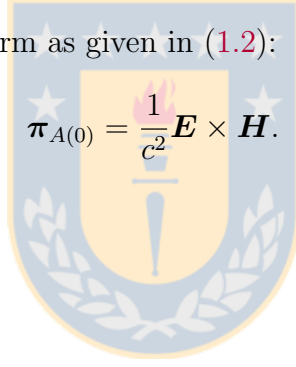 rm as given in (1.2):
π_{A(0)} = \frac{1}{c^2} E × H.